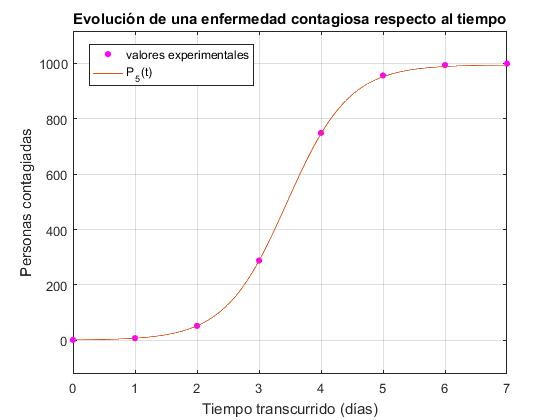 Evolución de una enfermedad contagiosa respecto al tiempo
valores experimentales
P₅(t)
Personas contagiadas
1000
800
600
400
200
0
0 1 2 3 4 5 6 7
Tiempo transcurrido (días)